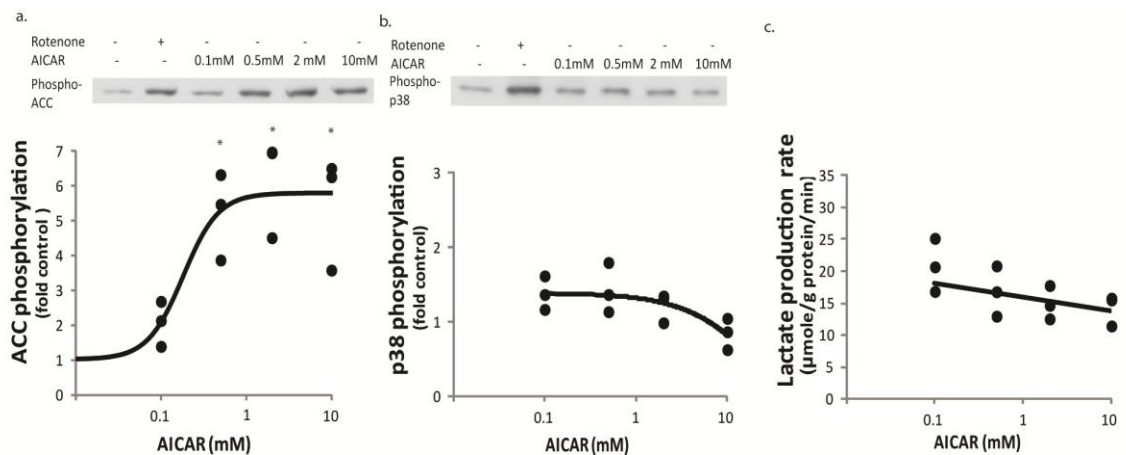 a.
Rotenone - + - - - -
AICAR - - 0.1mM 0.5mM 2 mM 10mM
Phospho-
ACC
* * *
ACC phosphorylation
(fold control)
7
6
5
4
3
2
1
0
0.1 1 10
AICAR (mM)
b.
Rotenone - + - - - -
AICAR - - 0.1mM 0.5mM 2 mM 10mM
Phospho-
p38
p38 phosphorylation
(fold control)
3
2
1
0
0.1 1 10
AICAR (mM)
c.
Lactate production rate
(µmole/g protein/min)
35
30
25
20
15
10
5
0
0.1 1 10
AICAR (mM)